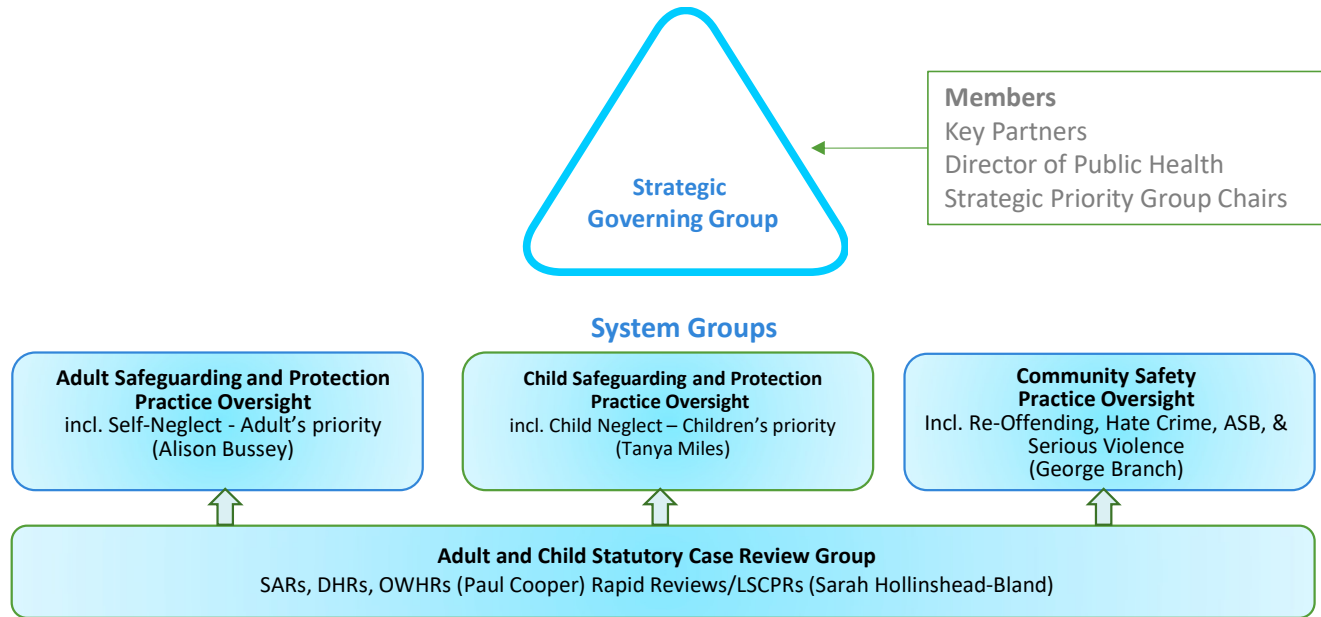 Members
Key Partners
Director of Public Health
Strategic Priority Group Chairs
Strategic
Governing Group
System Groups
Adult Safeguarding and Protection
Practice Oversight
incl. Self-Neglect - Adult's priority
(Alison Bussey)
Child Safeguarding and Protection
Practice Oversight
incl. Child Neglect – Children's priority
(Tanya Miles)
Community Safety
Practice Oversight
Incl. Re-Offending, Hate Crime, ASB, &
Serious Violence
(George Branch)
Adult and Child Statutory Case Review Group
SARs, DHRs, OWHRs (Paul Cooper) Rapid Reviews/LSCPRs (Sarah Hollinshead-Bland)